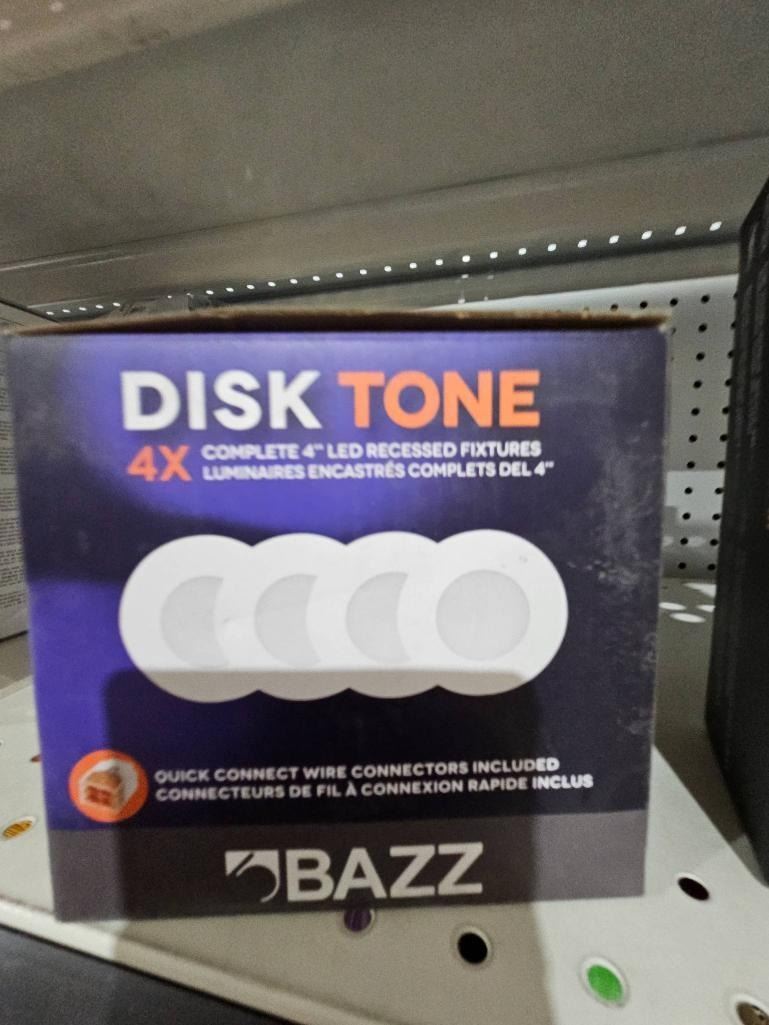 DISK TONE
4X COMPLETE 4" LED RECESSED FIXTURES
LUMINAIRES ENCASTRÉS COMPLETS DEL 4"
QUICK CONNECT WIRE CONNECTORS INCLUDED
CONNECTEURS DE FIL À CONNEXION RAPIDE INCLUS
BAZZ